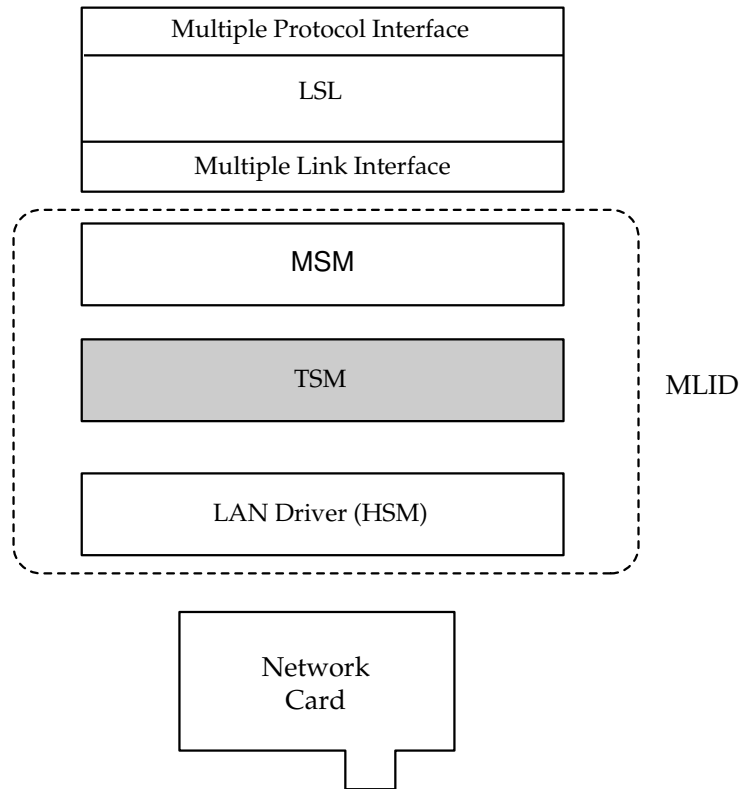 Multiple Protocol Interface
LSL
Multiple Link Interface
MSM
TSM
MLID
LAN Driver (HSM)
Network
Card